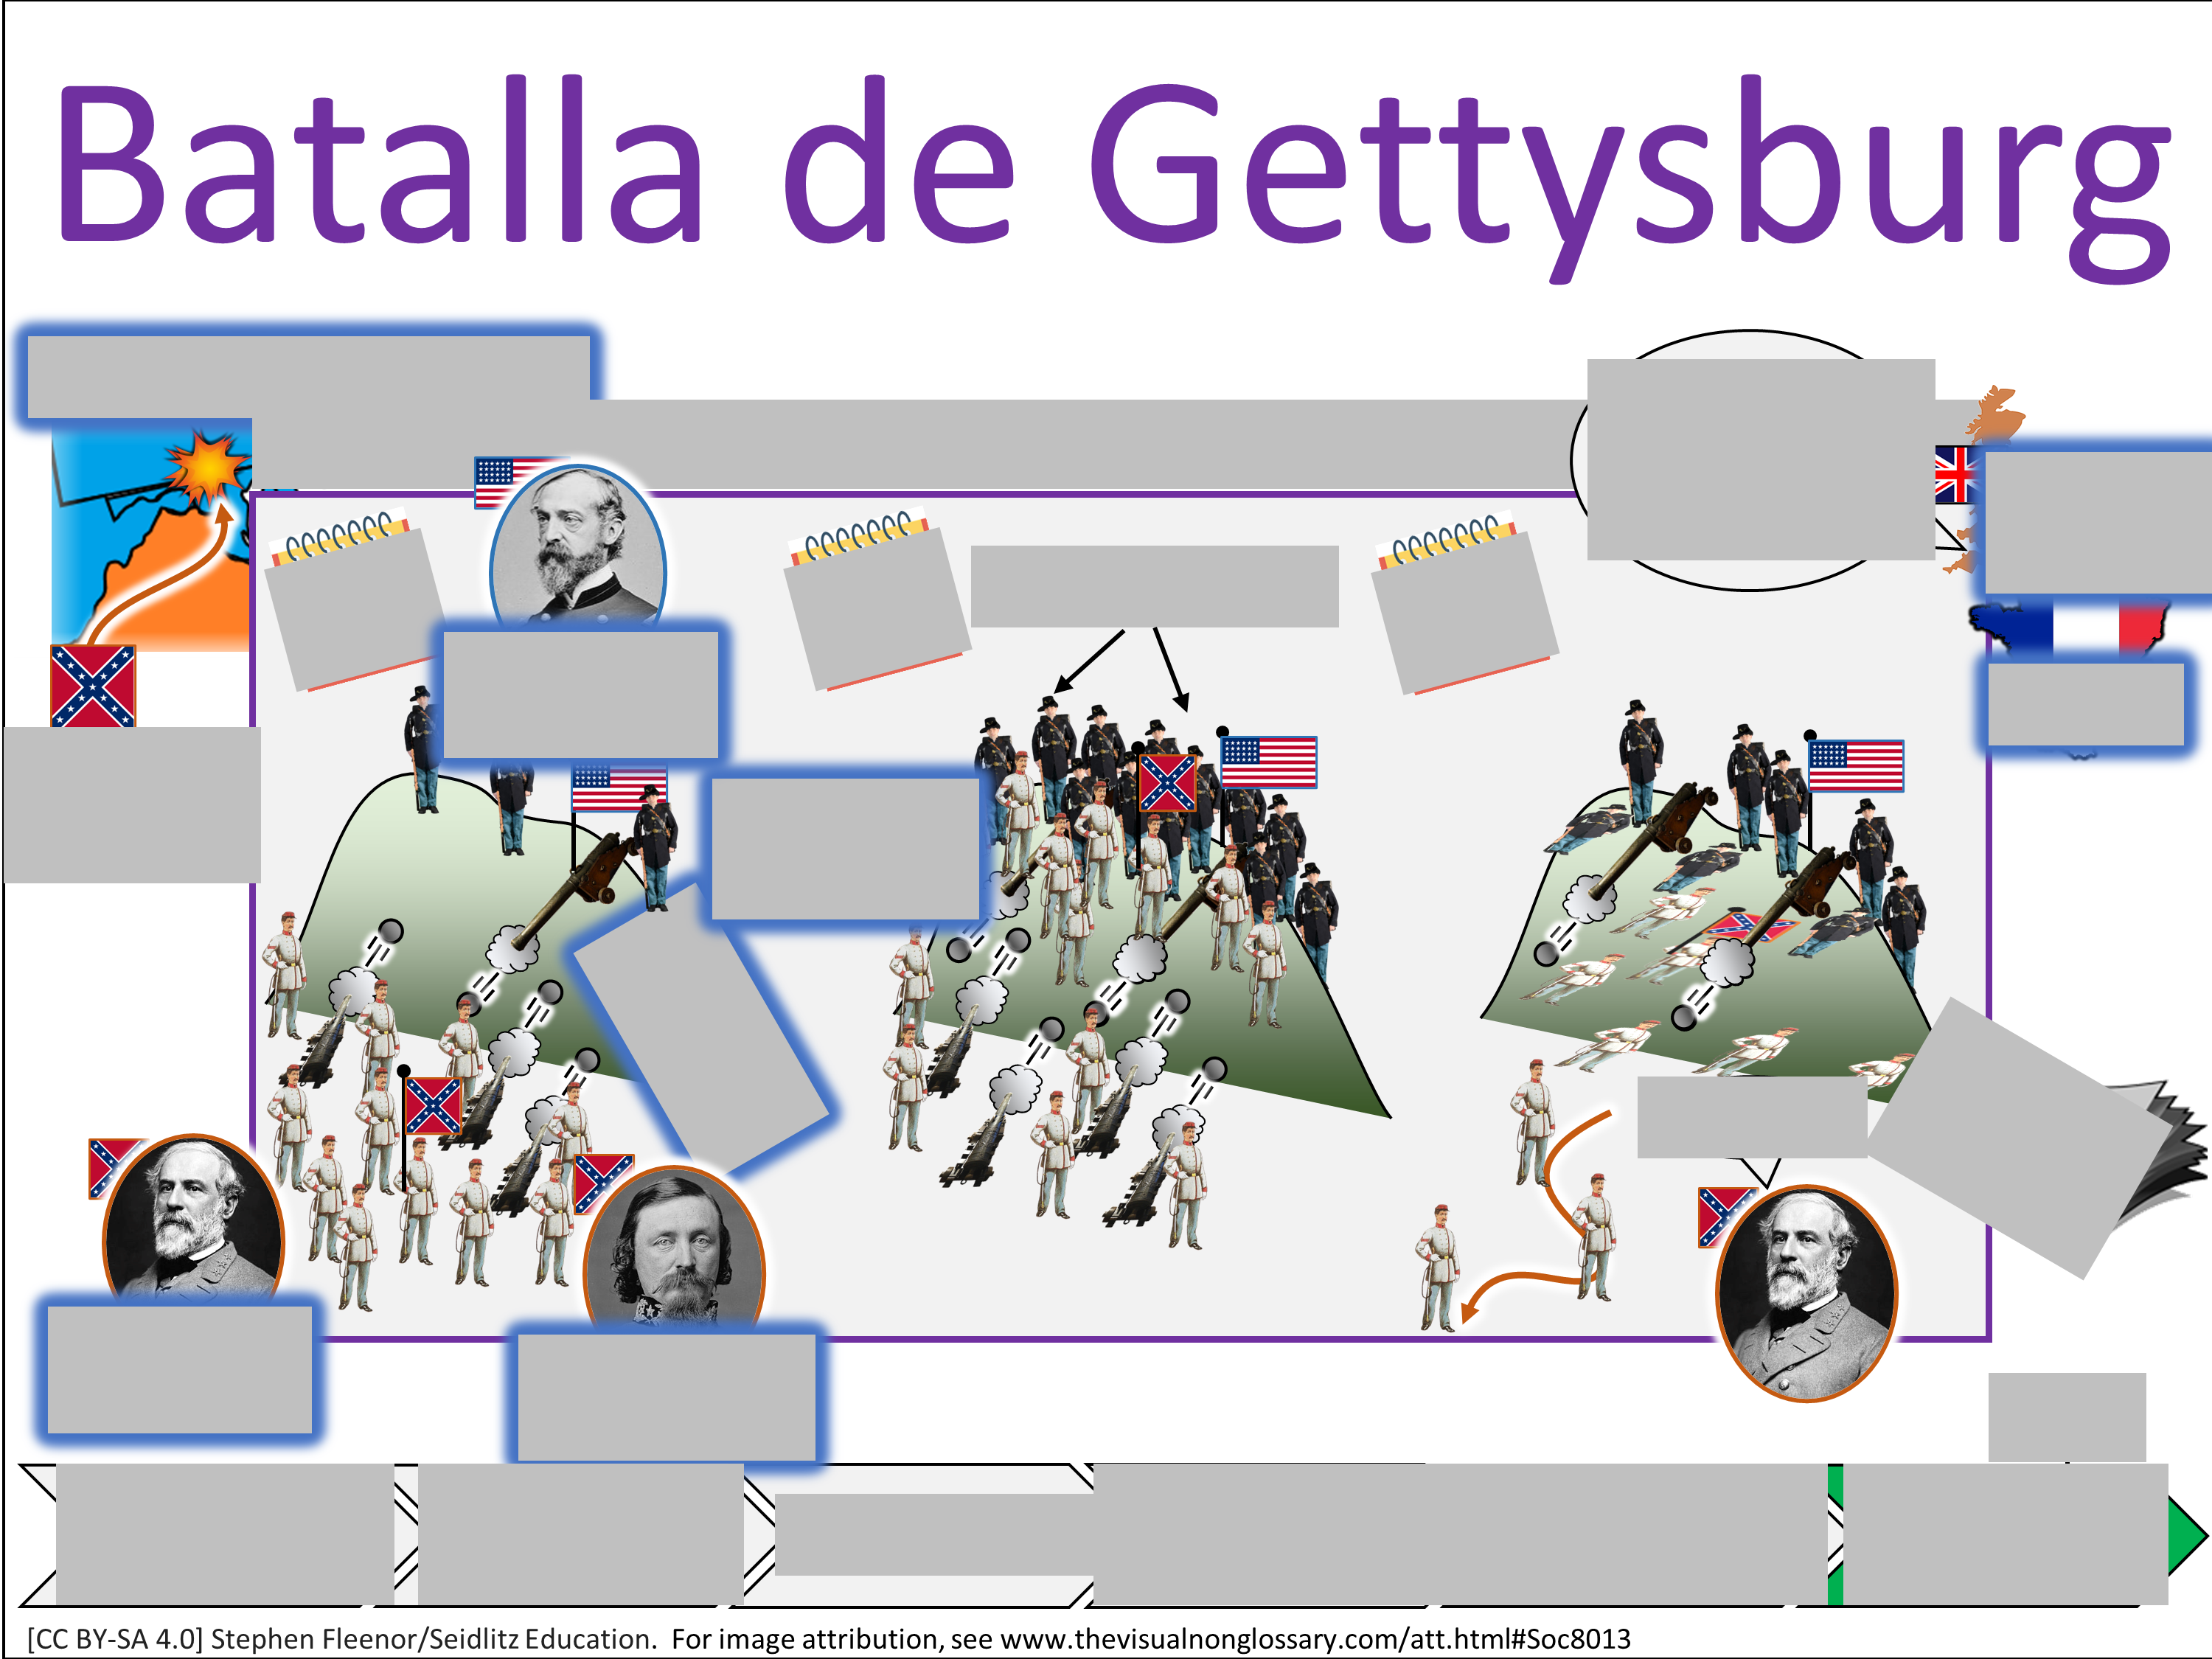 Batalla de Gettysburg
[CC BY-SA 4.0] Stephen Fleenor/Seidlitz Education.  For image attribution, see www.thevisualnonglossary.com/att.html#Soc8013